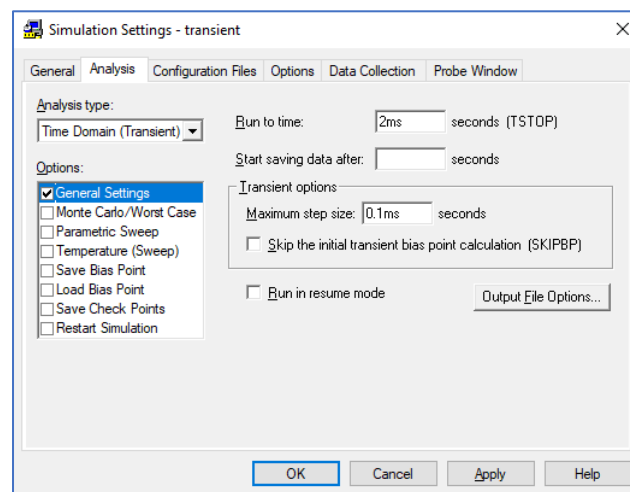 Simulation Settings - transient
General Analysis Configuration Files Options Data Collection Probe Window
Analysis type:
Time Domain (Transient)
Options:
General Settings
Monte Carlo/Worst Case
Parametric Sweep
Temperature (Sweep)
Save Bias Point
Load Bias Point
Save Check Points
Restart Simulation
Run to time: 2ms seconds (TSTOP)
Start saving data after: seconds
Transient options
Maximum step size: 0.1ms seconds
Skip the initial transient bias point calculation (SKIPBP)
Run in resume mode
Output File Options...
OK Cancel Apply Help